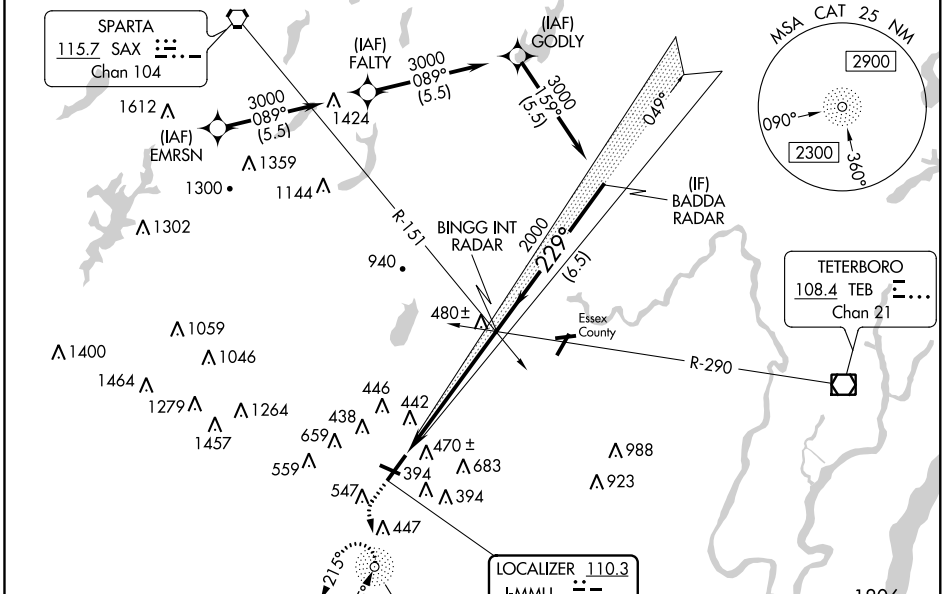 SPARTA
115.7 SAX
Chan 104
(IAF)
FALTY
(IAF)
GODLY
MSA CAT 25 NM
2900
090°
2300
360°
3000
089°
(5.5)
3000
159°
(5.5)
049°
1612
3000
089°
(5.5)
1424
(IAF)
EMRSN
1359
1300
1144
(IF)
BADDA
RADAR
1302
R-151
BINGG INT
RADAR
2000
229°
(6.5)
940
TETERBORO
108.4 TEB
Chan 21
480±
Essex
County
1059
1400
1046
R-290
1464
446
442
1279
1264
438
1457
659
470 ±
988
559
394
683
923
547
394
447
215°
LOCALIZER 110.3